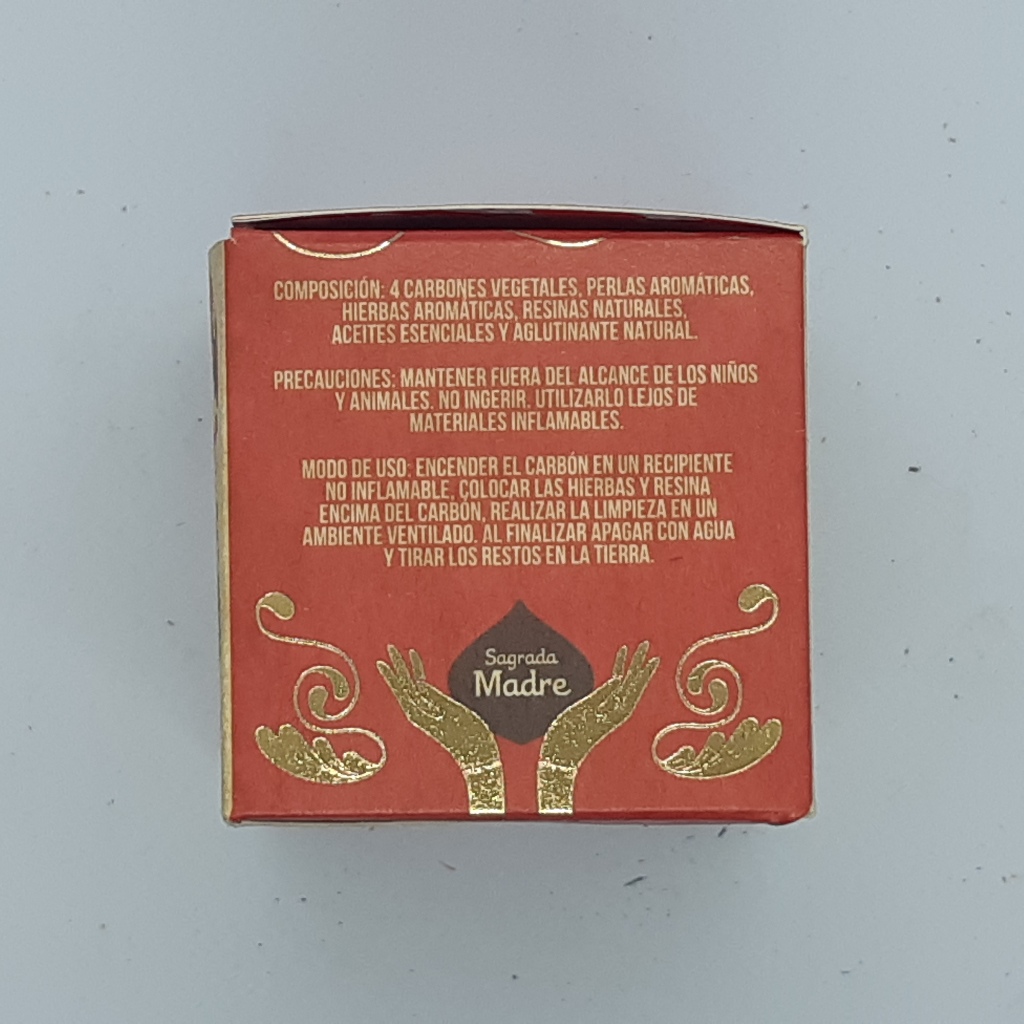 COMPOSICIÓN: 4 CARBONES VEGETALES, PERLAS AROMÁTICAS,
HIERBAS AROMÁTICAS, RESINAS NATURALES,
ACEITES ESENCIALES Y AGLUTINANTE NATURAL.
PRECAUCIONES: MANTENER FUERA DEL ALCANCE DE LOS NIÑOS
Y ANIMALES. NO INGERIR. UTILIZARLO LEJOS DE
MATERIALES INFLAMABLES.
MODO DE USO: ENCENDER EL CARBÓN EN UN RECIPIENTE
NO INFLAMABLE, COLOCAR LAS HIERBAS Y RESINA
ENCIMA DEL CARBÓN, REALIZAR LA LIMPIEZA EN UN
AMBIENTE VENTILADO. AL FINALIZAR APAGAR CON AGUA
Y TIRAR LOS RESTOS EN LA TIERRA.
Sagrada
Madre